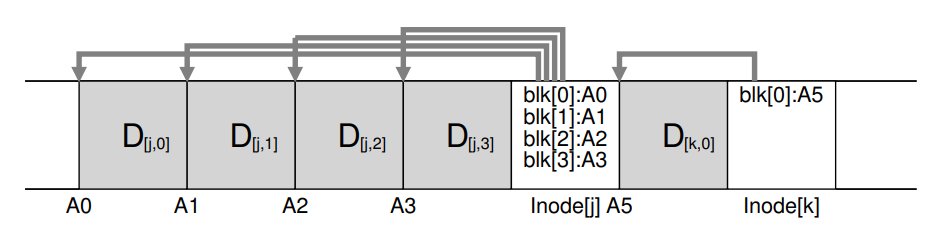 blk[0]:A0
blk[1]:A1
blk[2]:A2
blk[3]:A3
blk[0]:A5
D[j,0]
D[j,1]
D[j,2]
D[j,3]
D[k,0]
A0
A1
A2
A3
Inode[j]
A5
Inode[k]